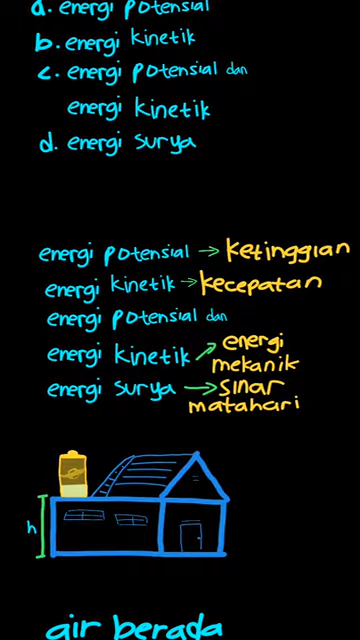 a. energi potensial
b. energi kinetik
c. energi potensial dan
energi kinetik
d. energi surya
energi potensial → ketinggian
energi kinetik → kecepatan
energi potensial dan
energi kinetik → energi mekanik
energi surya → sinar matahari
h
air berada